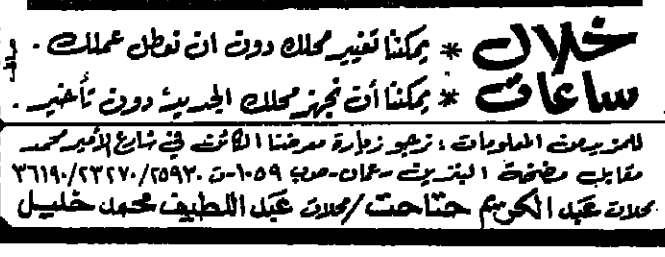 خلال ساعات
* يمكننا تغيير محلك دون ان نعطل عملك .
* يمكننا أن نجهز محلك الجديد دون تأخير .
للمزيد من المعلومات ، نرجو زيارة معرضنا الكائن في شارع الأمير محمد
مقابل مضخة البنزين - عمان - ص.ب ١٠٥٩ - ت ٢٥٩٣٠ / ٢٣٢٧٠ / ٣٦١٩٠
محلات عبد الكريم حتاحت / محلات عبد اللطيف محمد خليل